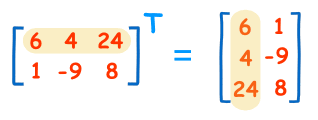 [6 4 24]ᵀ = [6 1]
[1 -9 8] [4 -9]
[24 8]